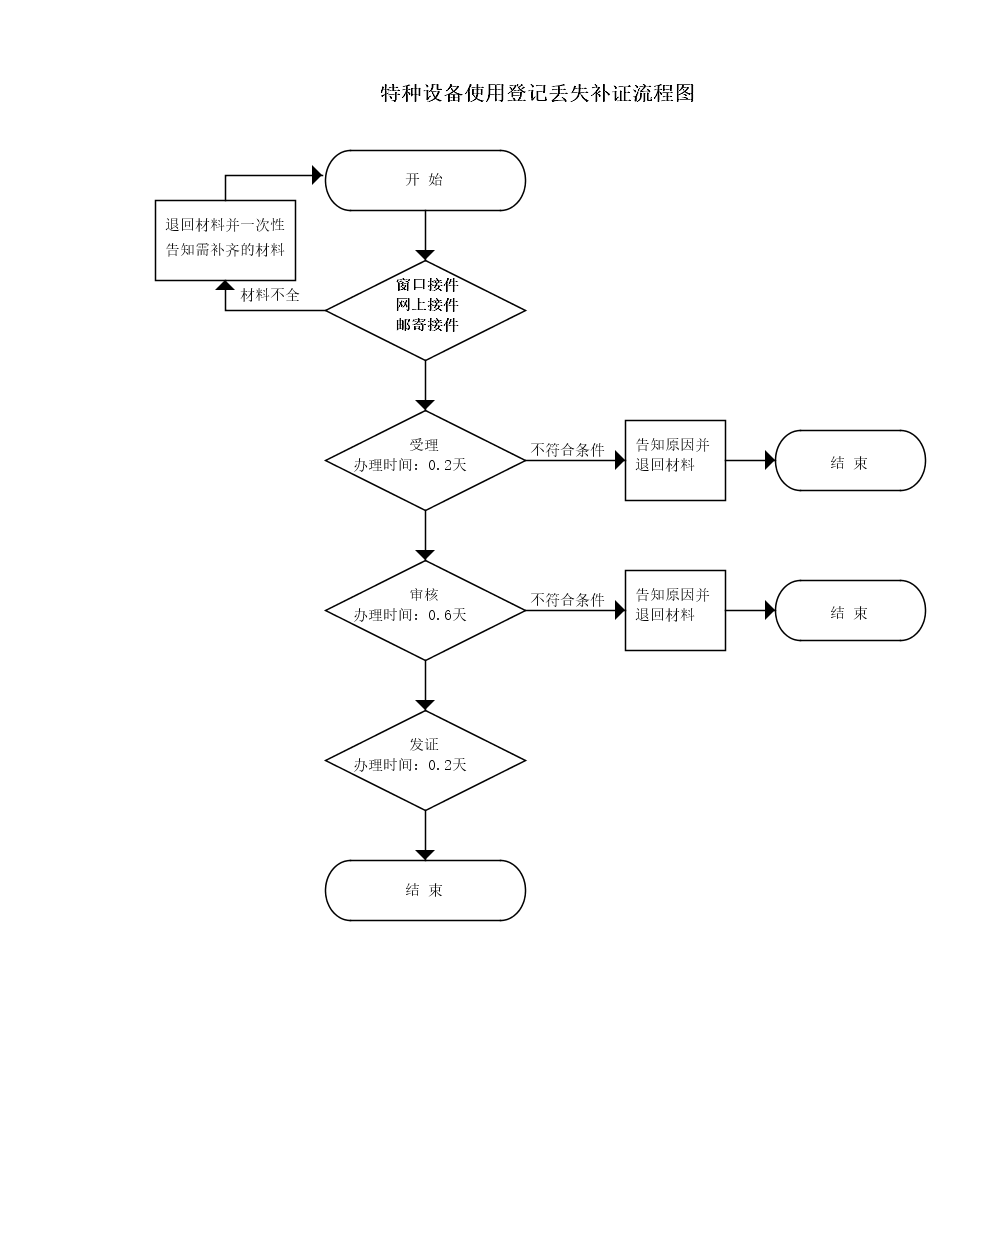 特种设备使用登记丢失补证流程图
开 始
退回材料并一次性
告知需补齐的材料
材料不全
窗口接件
网上接件
邮寄接件
受理
办理时间：0.2天
不符合条件
告知原因并
退回材料
结 束
审核
办理时间：0.6天
不符合条件
告知原因并
退回材料
结 束
发证
办理时间：0.2天
结 束